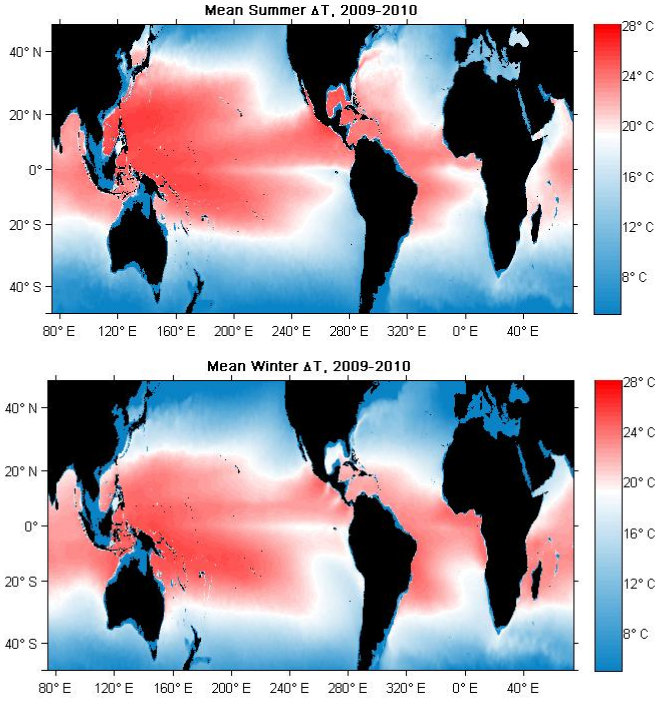 Mean Summer ΔT, 2009-2010
28° C
40° N
24° C
20° N
20° C
0°
16° C
20° S
12° C
40° S
8° C
80° E 120° E 160° E 200° E 240° E 280° E 320° E 0° E 40° E
Mean Winter ΔT, 2009-2010
28° C
40° N
24° C
20° N
20° C
0°
16° C
20° S
12° C
40° S
8° C
80° E 120° E 160° E 200° E 240° E 280° E 320° E 0° E 40° E